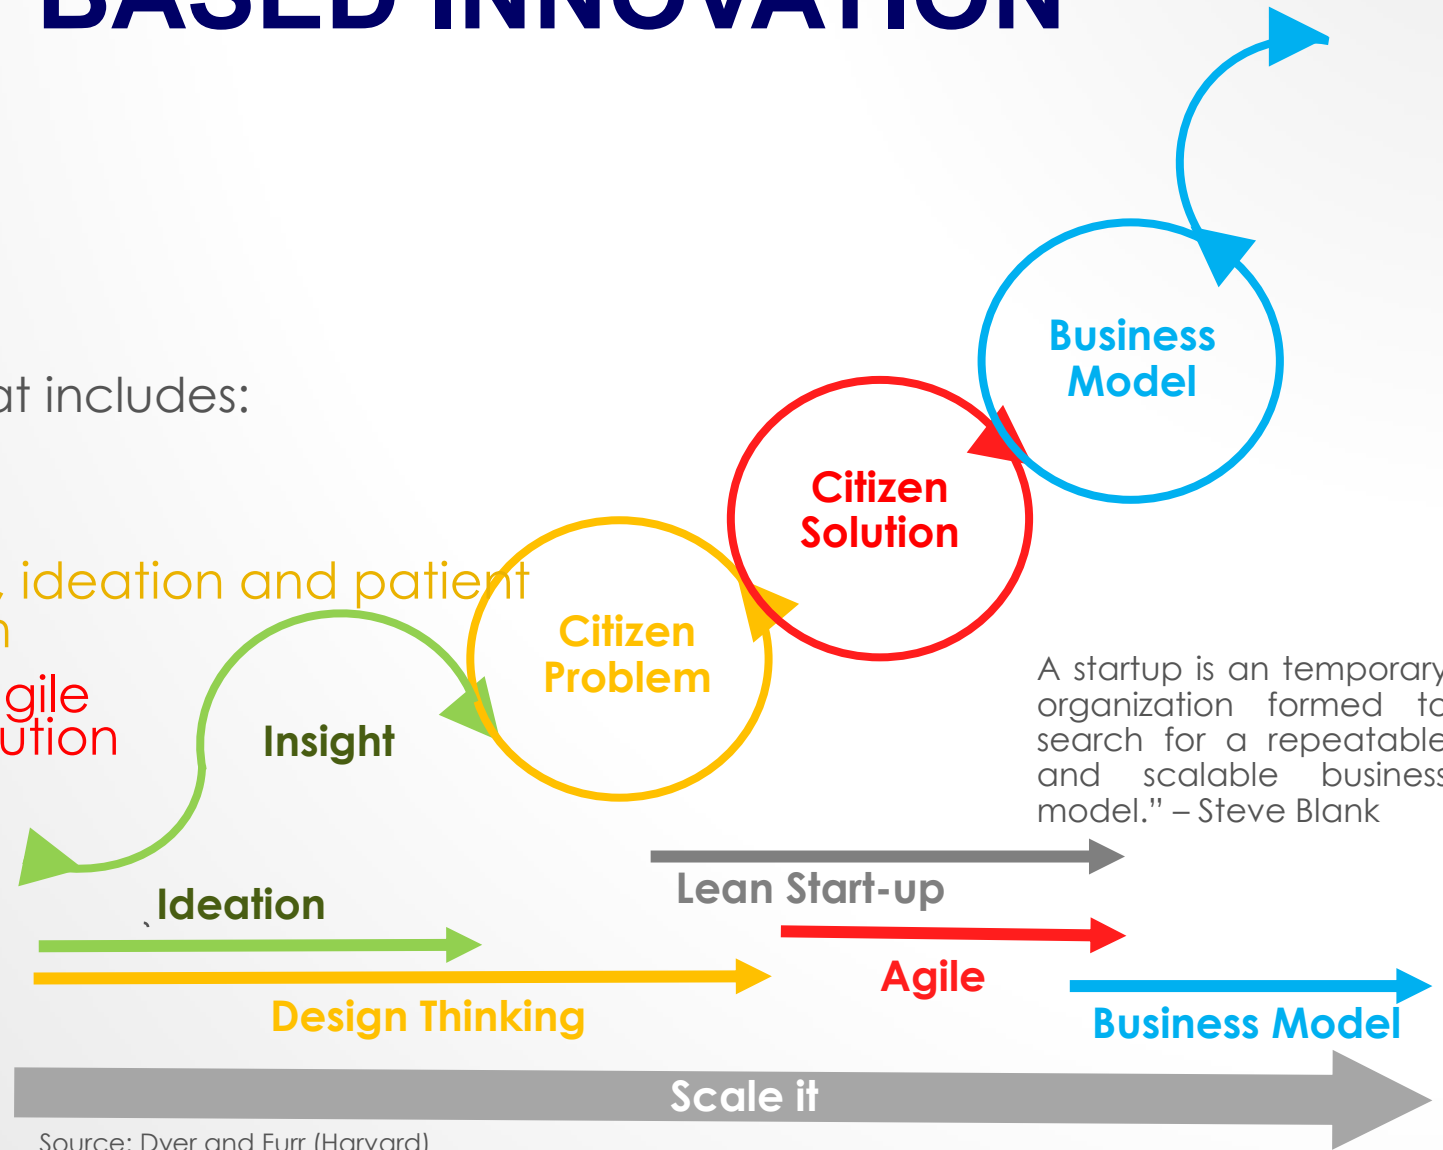 BASED INNOVATION
at includes:
, ideation and patient
n
gile
ution
Business
Model
Citizen
Solution
Citizen
Problem
Insight
A startup is an temporary
organization formed to
search for a repeatable
and scalable business
model.” – Steve Blank
Ideation
Lean Start-up
Agile
Design Thinking
Business Model
Scale it
Source: Dyer and Furr (Harvard)